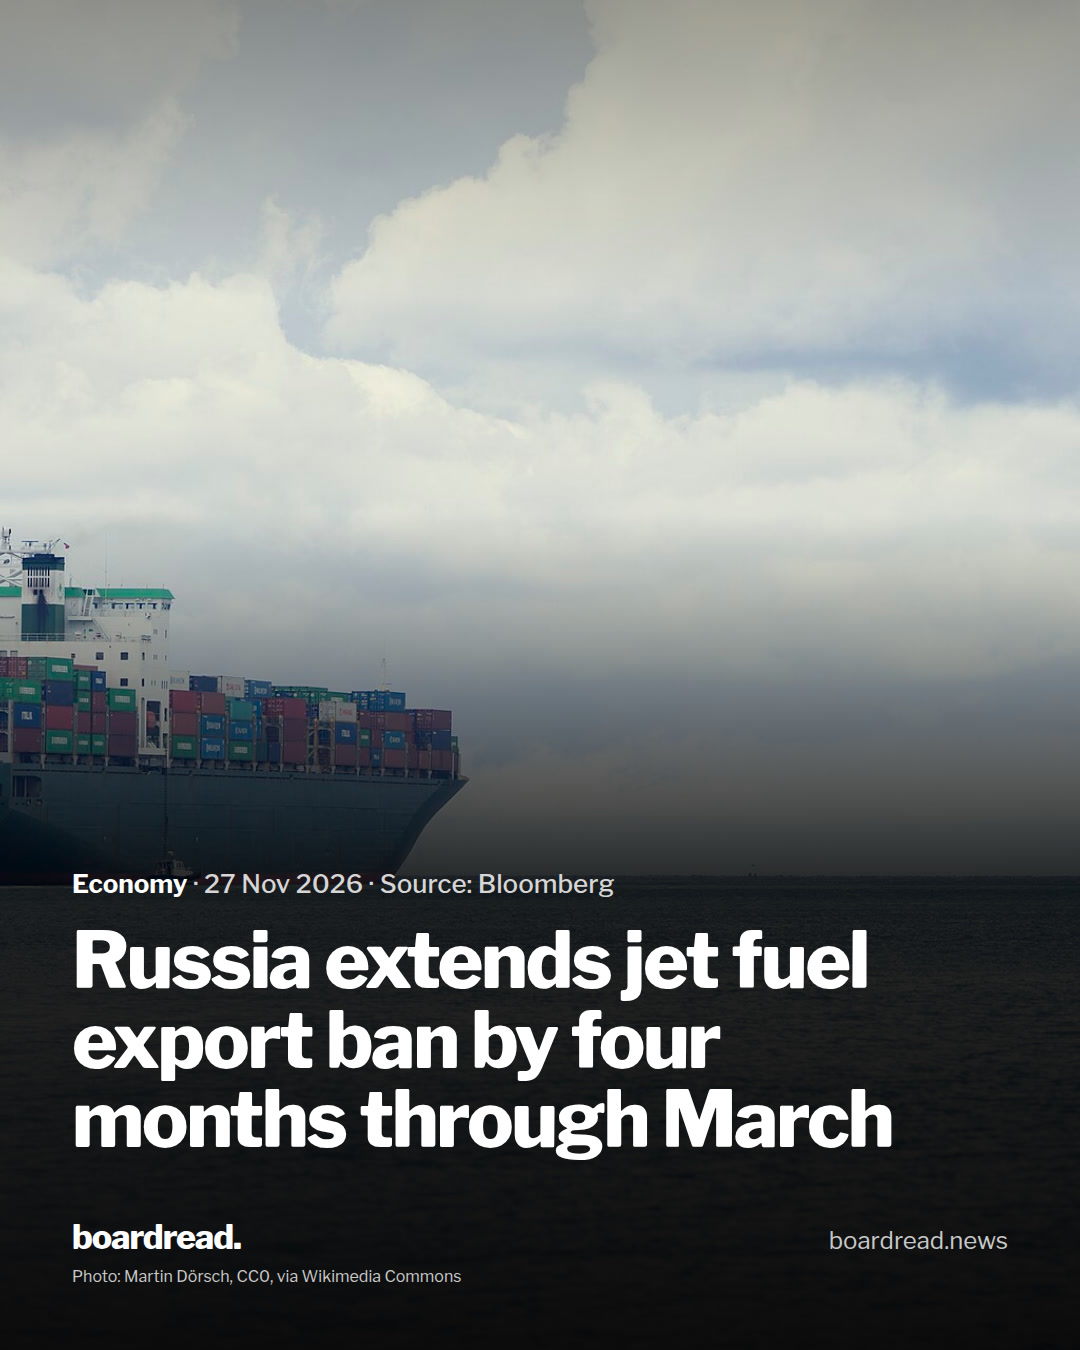 Economy · 27 Nov 2026 · Source: Bloomberg
Russia extends jet fuel
export ban by four
months through March
boardread.
boardread.news
Photo: Martin Dörsch, CC0, via Wikimedia Commons